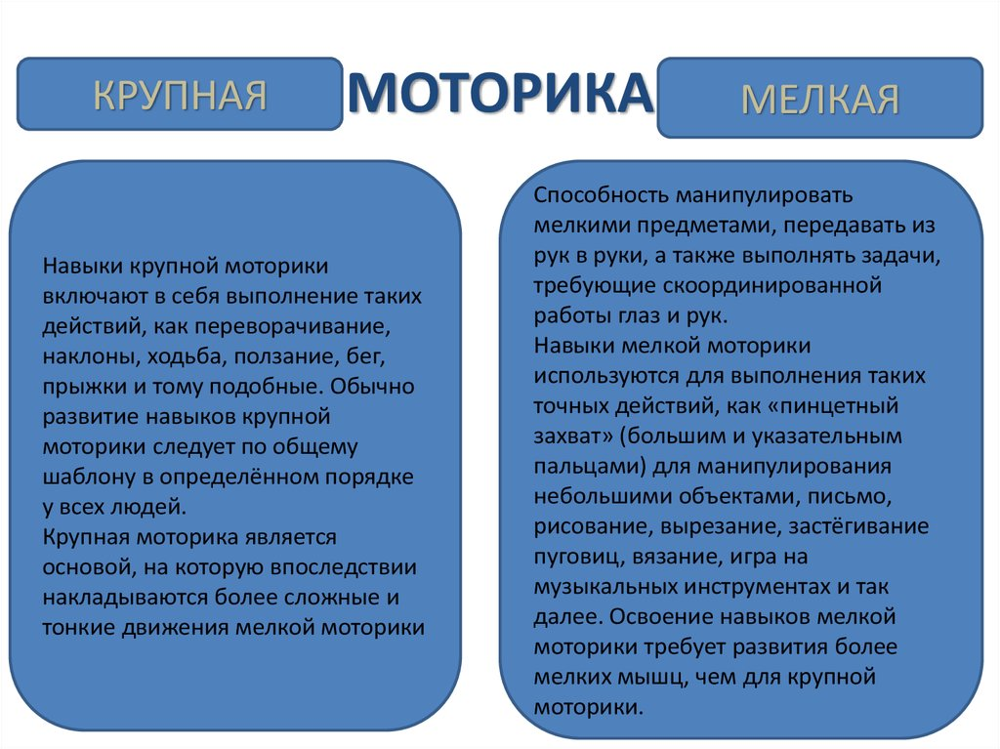 КРУПНАЯ
МОТОРИКА
МЕЛКАЯ
Навыки крупной моторики
включают в себя выполнение таких
действий, как переворачивание,
наклоны, ходьба, ползание, бег,
прыжки и тому подобные. Обычно
развитие навыков крупной
моторики следует по общему
шаблону в определённом порядке
у всех людей.
Крупная моторика является
основой, на которую впоследствии
накладываются более сложные и
тонкие движения мелкой моторики
Способность манипулировать
мелкими предметами, передавать из
рук в руки, а также выполнять задачи,
требующие скоординированной
работы глаз и рук.
Навыки мелкой моторики
используются для выполнения таких
точных действий, как «пинцетный
захват» (большим и указательным
пальцами) для манипулирования
небольшими объектами, письмо,
рисование, вырезание, застёгивание
пуговиц, вязание, игра на
музыкальных инструментах и так
далее. Освоение навыков мелкой
моторики требует развития более
мелких мышц, чем для крупной
моторики.